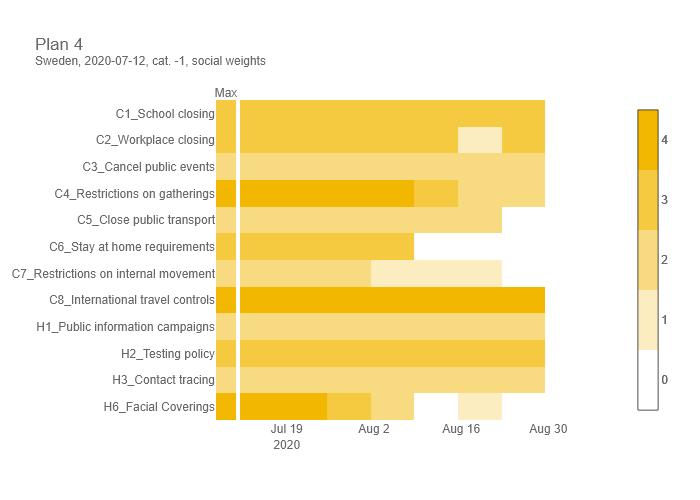 Plan 4
Sweden, 2020-07-12, cat. -1, social weights
Max
C1_School closing
C2_Workplace closing
C3_Cancel public events
C4_Restrictions on gatherings
C5_Close public transport
C6_Stay at home requirements
C7_Restrictions on internal movement
C8_International travel controls
H1_Public information campaigns
H2_Testing policy
H3_Contact tracing
H6_Facial Coverings
Jul 19 Aug 2 Aug 16 Aug 30
2020
4
3
2
1
0